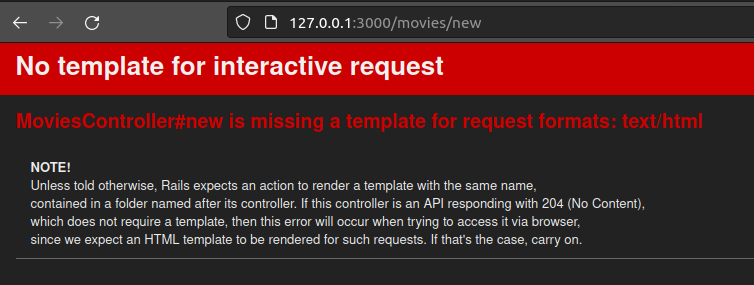 127.0.0.1:3000/movies/new
No template for interactive request
MoviesController#new is missing a template for request formats: text/html
NOTE!
Unless told otherwise, Rails expects an action to render a template with the same name,
contained in a folder named after its controller. If this controller is an API responding with 204 (No Content),
which does not require a template, then this error will occur when trying to access it via browser,
since we expect an HTML template to be rendered for such requests. If that's the case, carry on.